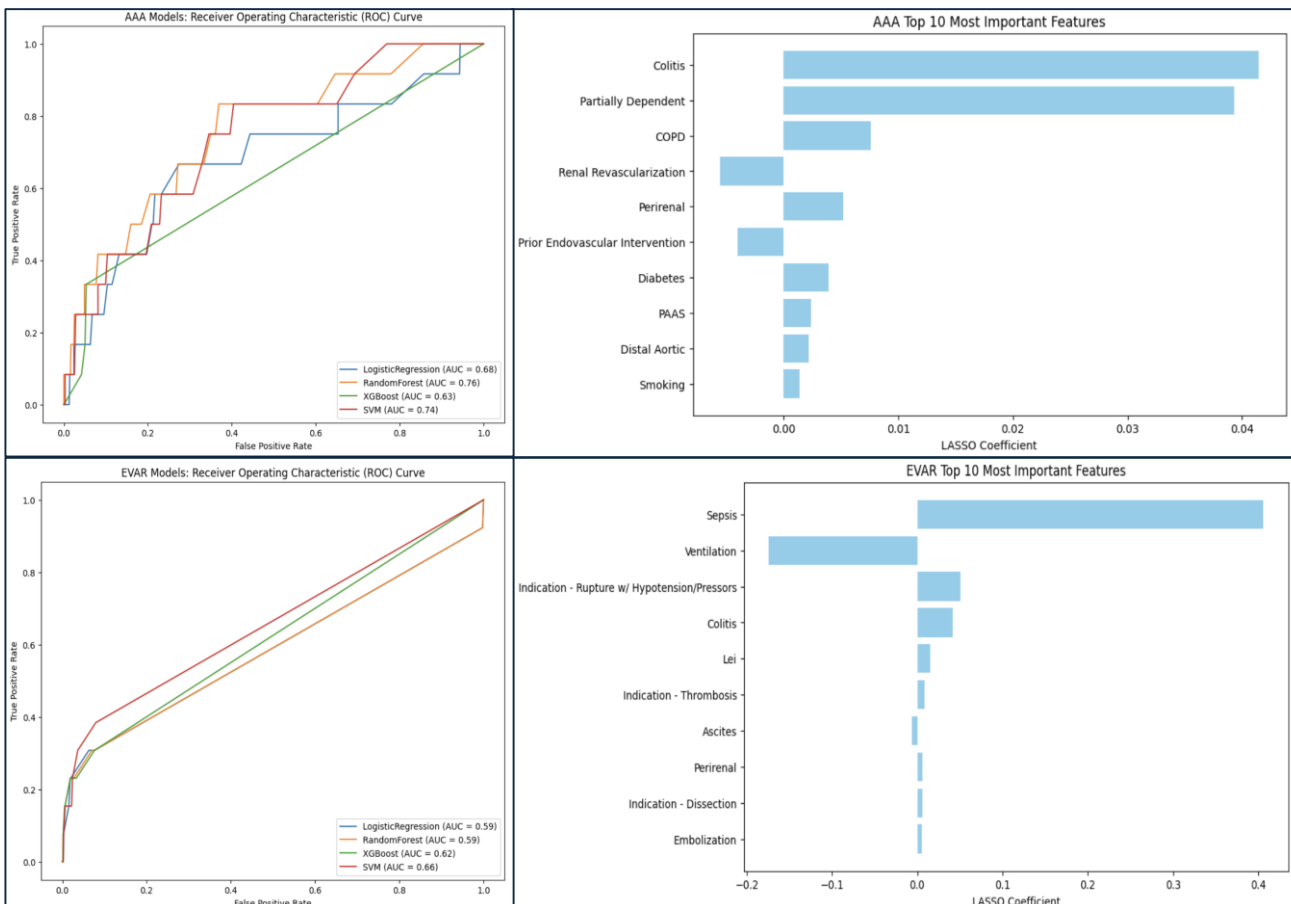 AAA Models: Receiver Operating Characteristic (ROC) Curve
1.0
0.8
0.6
0.4
0.2
0.0
True Positive Rate
0.0
0.2
0.4
0.6
0.8
1.0
False Positive Rate
LogisticRegression (AUC = 0.68)
RandomForest (AUC = 0.76)
XGBoost (AUC = 0.63)
SVM (AUC = 0.74)
AAA Top 10 Most Important Features
Colitis
Partially Dependent
COPD
Renal Revascularization
Perirenal
Prior Endovascular Intervention
Diabetes
PAAS
Distal Aortic
Smoking
0.00
0.01
0.02
0.03
0.04
LASSO Coefficient
EVAR Models: Receiver Operating Characteristic (ROC) Curve
1.0
0.8
0.6
0.4
0.2
0.0
True Positive Rate
0.0
0.2
0.4
0.6
0.8
1.0
False Positive Rate
LogisticRegression (AUC = 0.59)
RandomForest (AUC = 0.59)
XGBoost (AUC = 0.62)
SVM (AUC = 0.66)
EVAR Top 10 Most Important Features
Sepsis
Ventilation
Indication - Rupture w/ Hypotension/Pressors
Colitis
Lei
Indication - Thrombosis
Ascites
Perirenal
Indication - Dissection
Embolization
−0.2
−0.1
0.0
0.1
0.2
0.3
0.4
LASSO Coefficient